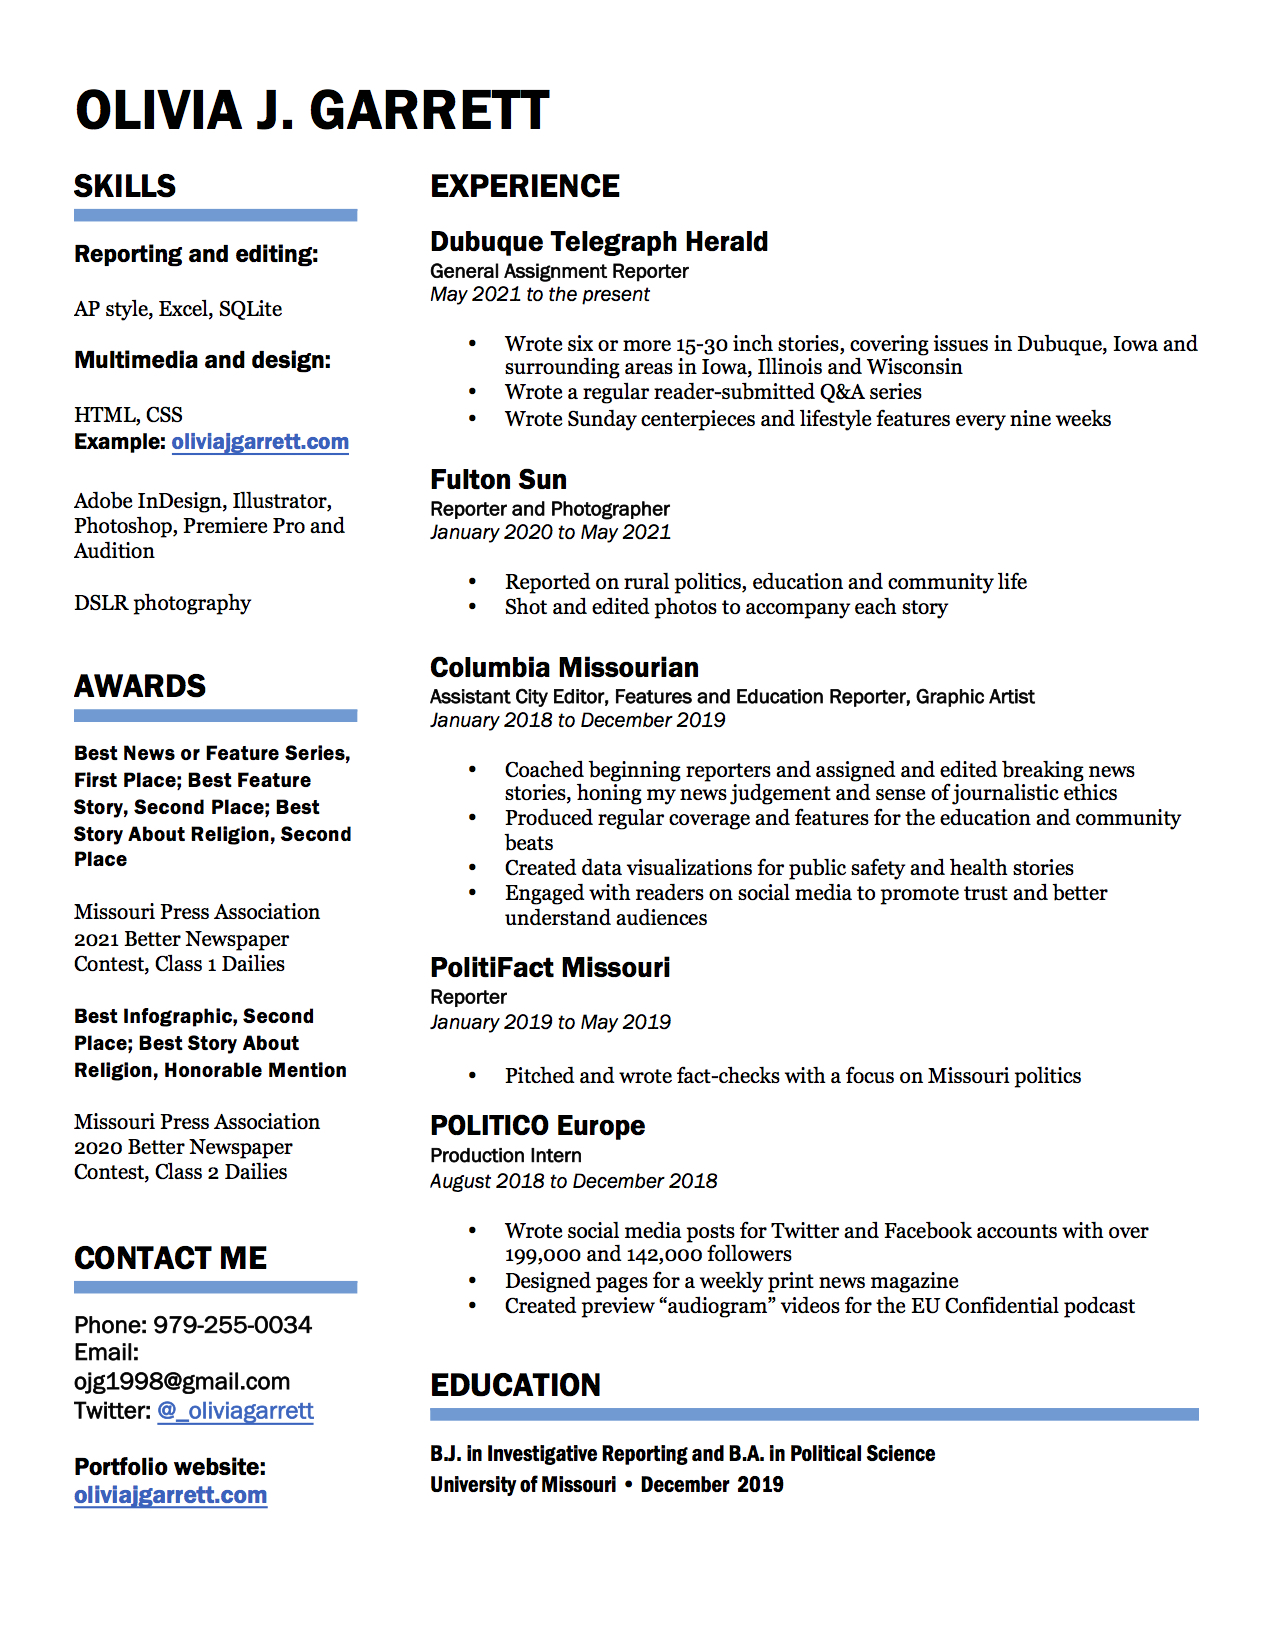 OLIVIA J. GARRETT
SKILLS
Reporting and editing:
AP style, Excel, SQLite
Multimedia and design:
HTML, CSS
Example: oliviajgarrett.com
Adobe InDesign, Illustrator,
Photoshop, Premiere Pro and
Audition
DSLR photography
AWARDS
Best News or Feature Series,
First Place; Best Feature
Story, Second Place; Best
Story About Religion, Second
Place
Missouri Press Association
2021 Better Newspaper
Contest, Class 1 Dailies
Best Infographic, Second
Place; Best Story About
Religion, Honorable Mention
Missouri Press Association
2020 Better Newspaper
Contest, Class 2 Dailies
CONTACT ME
Phone: 979-255-0034
Email:
ojg1998@gmail.com
Twitter: @_oliviagarrett
Portfolio website:
oliviajgarrett.com
EXPERIENCE
Dubuque Telegraph Herald
General Assignment Reporter
May 2021 to the present
• Wrote six or more 15-30 inch stories, covering issues in Dubuque, Iowa and
surrounding areas in Iowa, Illinois and Wisconsin
• Wrote a regular reader-submitted Q&A series
• Wrote Sunday centerpieces and lifestyle features every nine weeks
Fulton Sun
Reporter and Photographer
January 2020 to May 2021
• Reported on rural politics, education and community life
• Shot and edited photos to accompany each story
Columbia Missourian
Assistant City Editor, Features and Education Reporter, Graphic Artist
January 2018 to December 2019
• Coached beginning reporters and assigned and edited breaking news
stories, honing my news judgement and sense of journalistic ethics
• Produced regular coverage and features for the education and community
beats
• Created data visualizations for public safety and health stories
• Engaged with readers on social media to promote trust and better
understand audiences
PolitiFact Missouri
Reporter
January 2019 to May 2019
• Pitched and wrote fact-checks with a focus on Missouri politics
POLITICO Europe
Production Intern
August 2018 to December 2018
• Wrote social media posts for Twitter and Facebook accounts with over
199,000 and 142,000 followers
• Designed pages for a weekly print news magazine
• Created preview “audiogram” videos for the EU Confidential podcast
EDUCATION
B.J. in Investigative Reporting and B.A. in Political Science
University of Missouri • December 2019